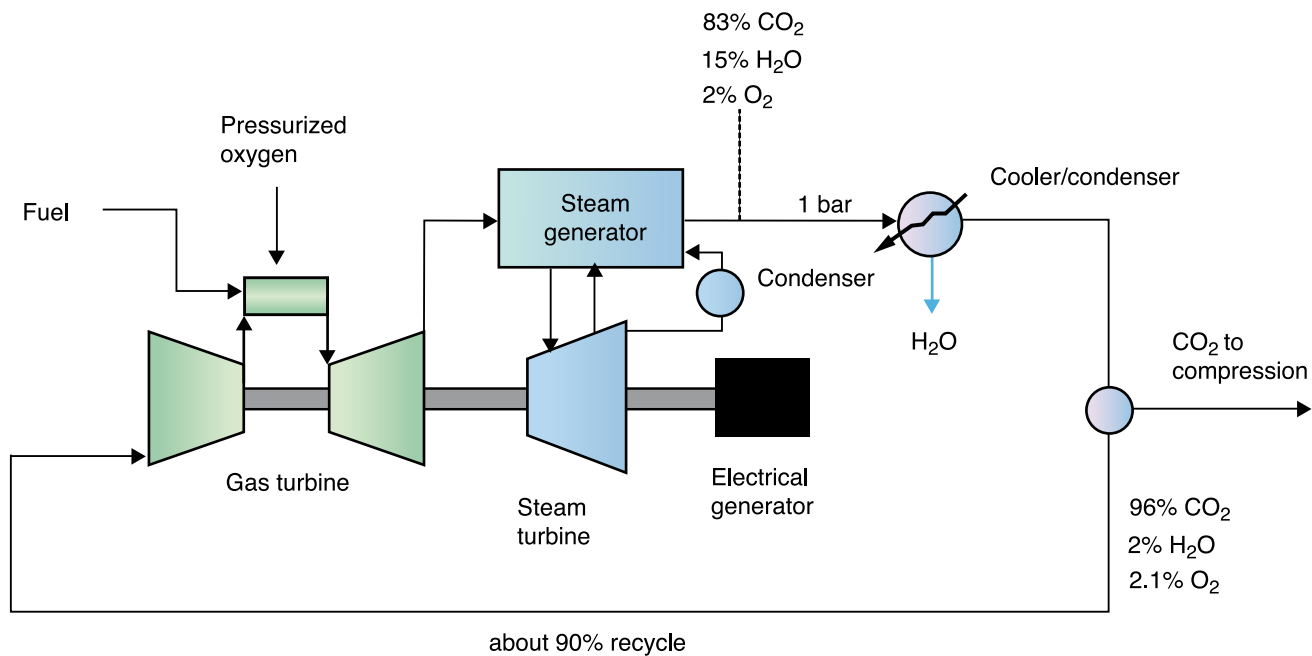 83% CO₂
15% H₂O
2% O₂
Pressurized
oxygen
Fuel
Steam
generator
1 bar
Cooler/condenser
Condenser
H₂O
CO₂ to
compression
Gas turbine
Steam
turbine
Electrical
generator
96% CO₂
2% H₂O
2.1% O₂
about 90% recycle